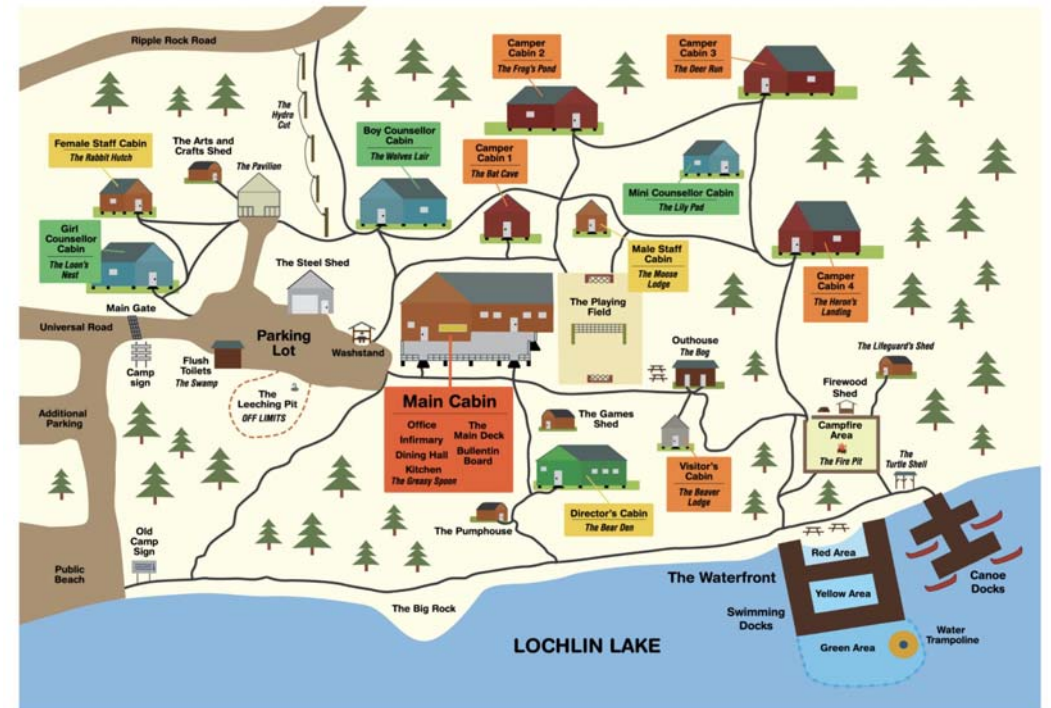 Ripple Rock Road
The
Hydro
Cut
Camper
Cabin 2
The Frog's Pond
Camper
Cabin 3
The Deer Run
Female Staff Cabin
The Rabbit Hutch
The Arts and
Crafts Shed
The Pavilion
Boy Counsellor
Cabin
The Wolves Lair
Camper
Cabin 1
The Bat Cave
Mini Counsellor Cabin
The Lily Pad
Girl
Counsellor
Cabin
The Loon's
Nest
The Steel Shed
Male Staff
Cabin
The Moose
Lodge
Camper
Cabin 4
The Heron's
Landing
Main Gate
Universal Road
Camp
sign
Flush
Toilets
The Swamp
Parking
Lot
Washstand
The Playing
Field
Outhouse
The Bog
The Lifeguard's Shed
Firewood
Shed
The
Leeching Pit
OFF LIMITS
Additional
Parking
Main Cabin
Office
Infirmary
Dining Hall
Kitchen
The Greasy Spoon
The
Main Deck
Bullentin
Board
The Games
Shed
Campfire
Area
The Fire Pit
The
Turtle Shell
Visitor's
Cabin
The Beaver
Lodge
Director's Cabin
The Bear Den
The Pumphouse
Old
Camp
Sign
Public
Beach
The Big Rock
The Waterfront
Red Area
Yellow Area
Green Area
Swimming
Docks
Canoe
Docks
Water
Trampoline
LOCHLIN LAKE